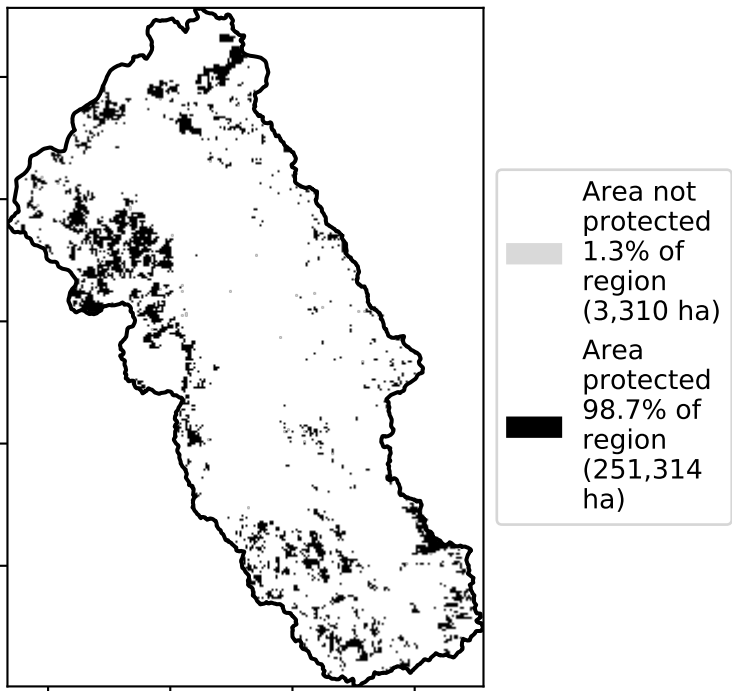 Area not
protected
1.3% of
region
(3,310 ha)
Area
protected
98.7% of
region
(251,314
ha)